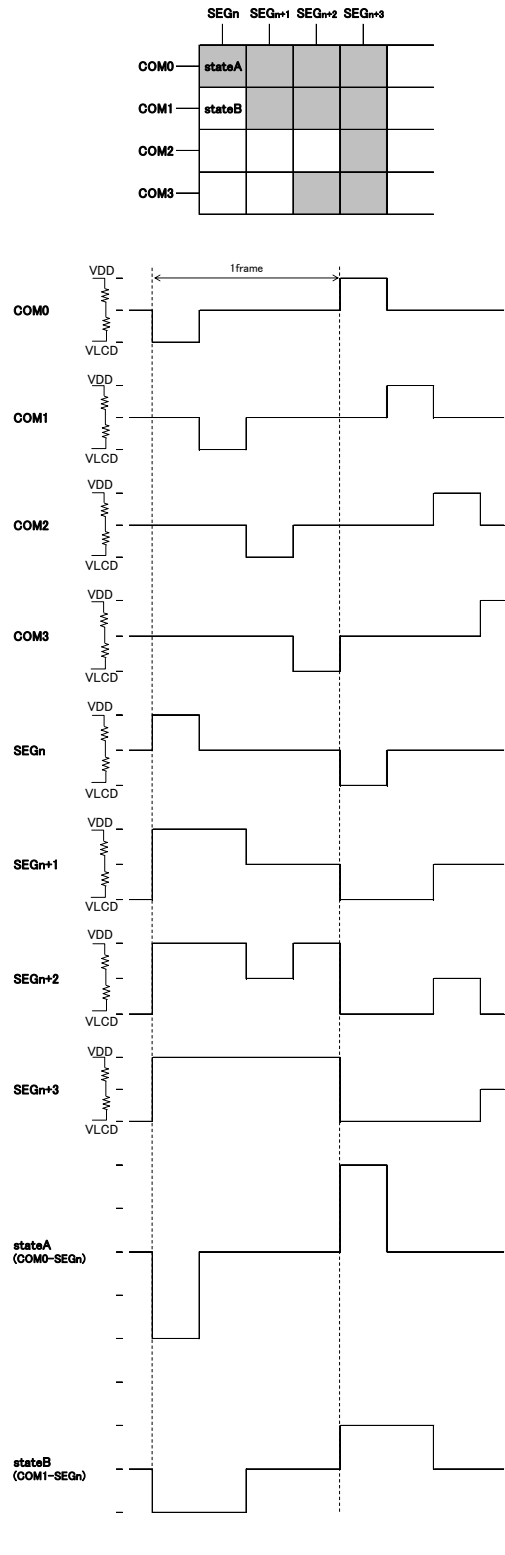 SEGn SEGn+1 SEGn+2 SEGn+3
COM0 stateA
COM1 stateB
COM2
COM3
1frame
VDD
COM0
VLCD
VDD
COM1
VLCD
VDD
COM2
VLCD
VDD
COM3
VLCD
VDD
SEGn
VLCD
VDD
SEGn+1
VLCD
VDD
SEGn+2
VLCD
VDD
SEGn+3
VLCD
stateA
(COM0-SEGn)
stateB
(COM1-SEGn)